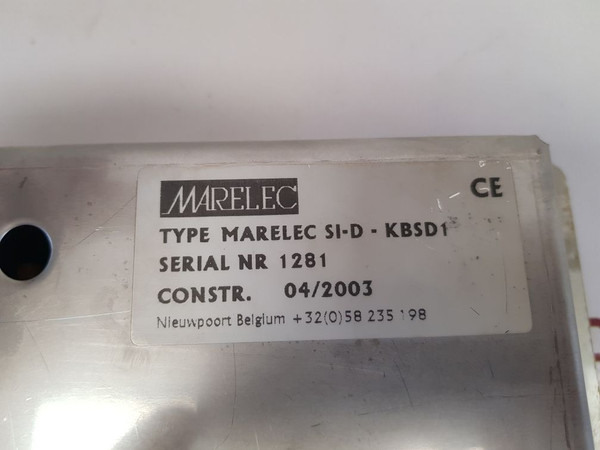 MARELEC
CE
TYPE MARELEC SI-D - KBSD1
SERIAL NR 1281
CONSTR. 04/2003
Nieuwpoort Belgium +32(0)58 235 198